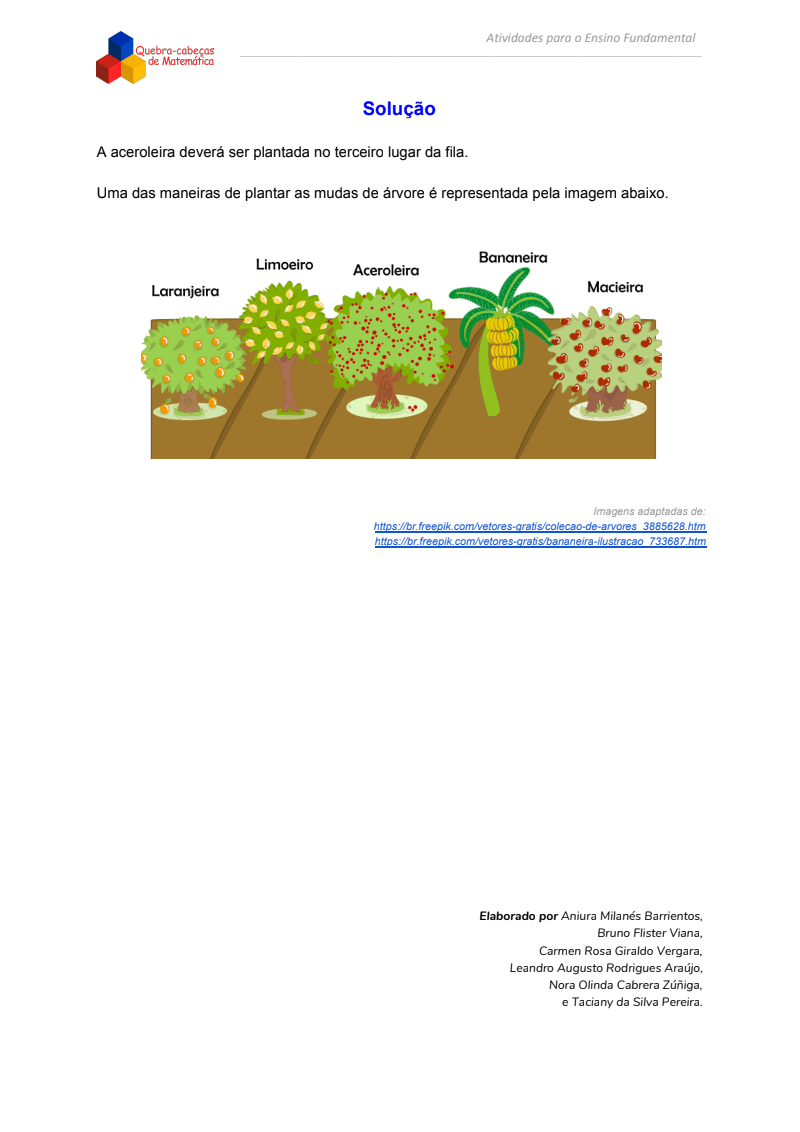 Quebra-cabeças
de Matemática
Atividades para o Ensino Fundamental
Solução
A aceroleira deverá ser plantada no terceiro lugar da fila.
Uma das maneiras de plantar as mudas de árvore é representada pela imagem abaixo.
Laranjeira
Limoeiro
Aceroleira
Bananeira
Macieira
Imagens adaptadas de:
https://br.freepik.com/vetores-gratis/colecao-de-arvores_3885628.htm
https://br.freepik.com/vetores-gratis/bananeira-ilustracao_733687.htm
Elaborado por Aniura Milanés Barrientos,
Bruno Flister Viana,
Carmen Rosa Giraldo Vergara,
Leandro Augusto Rodrigues Araújo,
Nora Olinda Cabrera Zúñiga,
e Taciany da Silva Pereira.